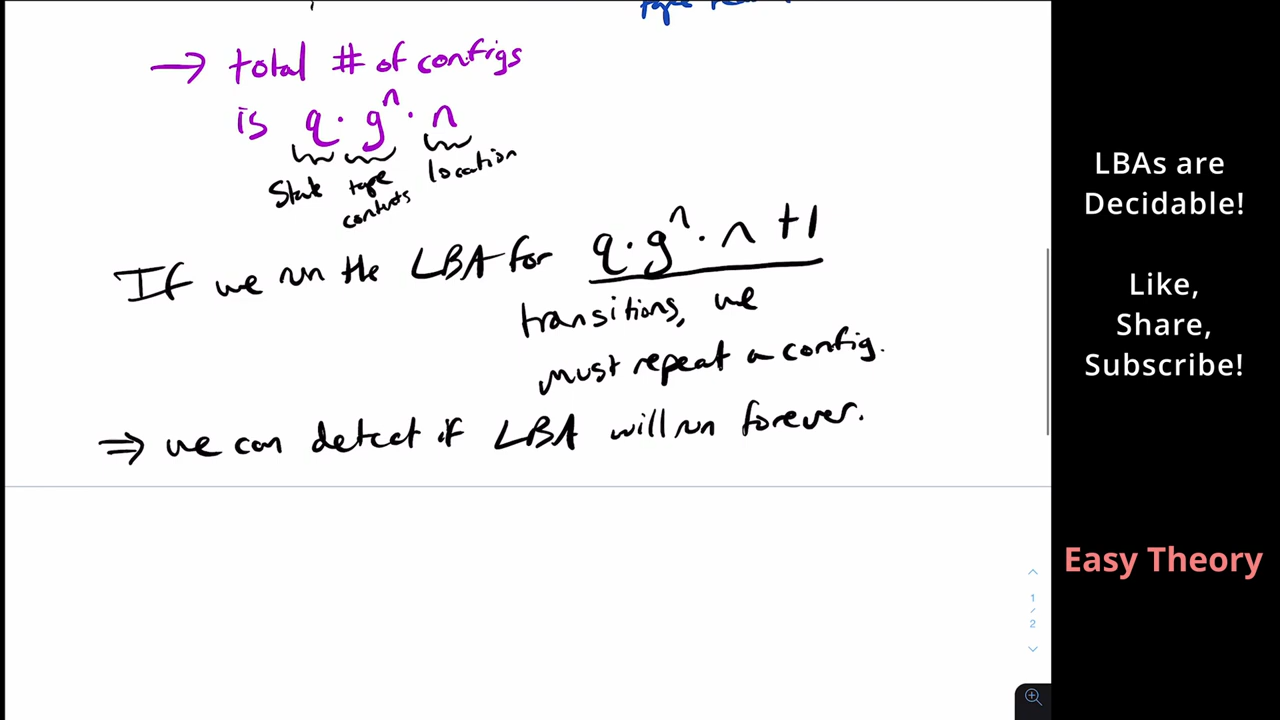 → total # of configs
is q · gⁿ · n
State tape contents location
If we run the LBA for q · gⁿ · n + 1
transitions, we
must repeat a config.
⇒ we can detect if LBA will run forever.
LBAs are
Decidable!
Like,
Share,
Subscribe!
Easy Theory
1
/
2